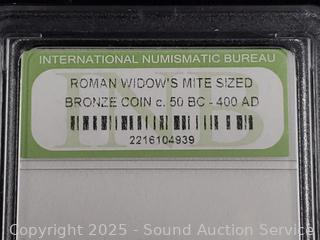 INTERNATIONAL NUMISMATIC BUREAU
ROMAN WIDOW'S MITE SIZED
BRONZE COIN c. 50 BC - 400 AD
2216104939
Copyright 2025 - Sound Auction Service